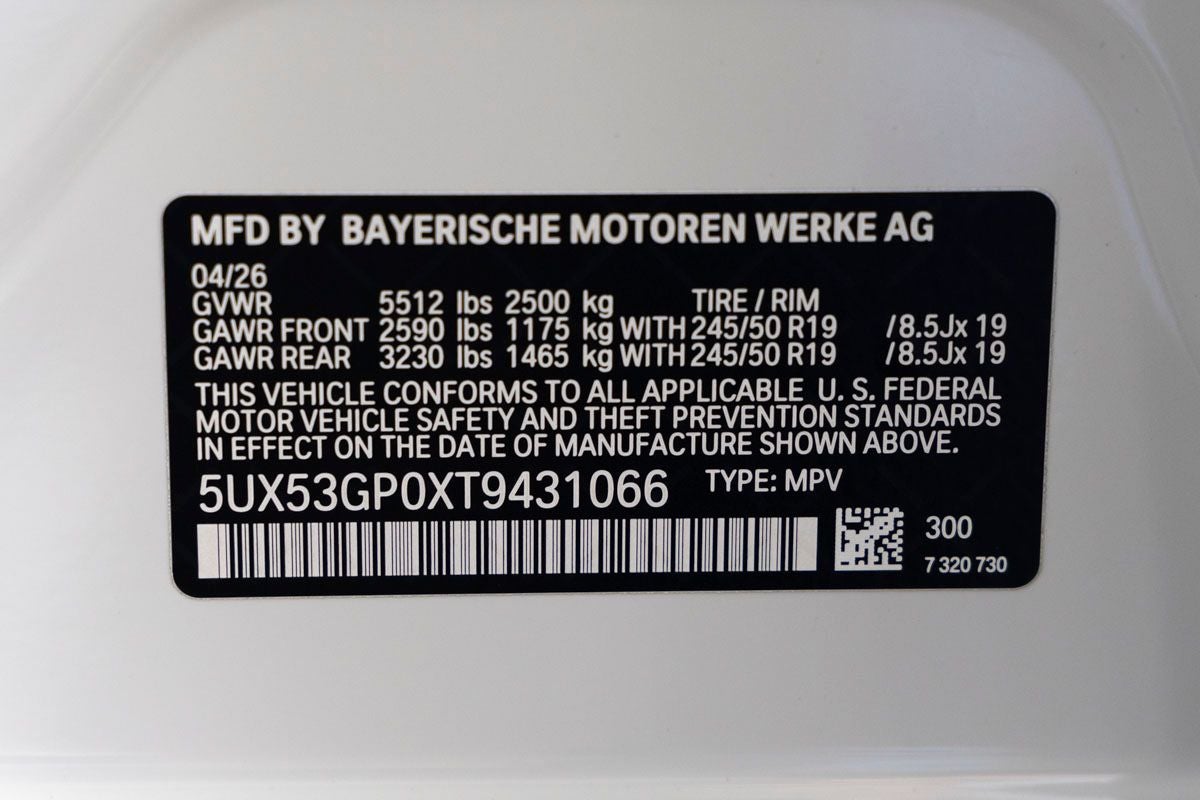 MFD BY BAYERISCHE MOTOREN WERKE AG
04/26
GVWR 5512 lbs 2500 kg TIRE / RIM
GAWR FRONT 2590 lbs 1175 kg WITH 245/50 R19 /8.5Jx 19
GAWR REAR 3230 lbs 1465 kg WITH 245/50 R19 /8.5Jx 19
THIS VEHICLE CONFORMS TO ALL APPLICABLE U. S. FEDERAL
MOTOR VEHICLE SAFETY AND THEFT PREVENTION STANDARDS
IN EFFECT ON THE DATE OF MANUFACTURE SHOWN ABOVE.
5UX53GP0XT9431066 TYPE: MPV
300
7 320 730